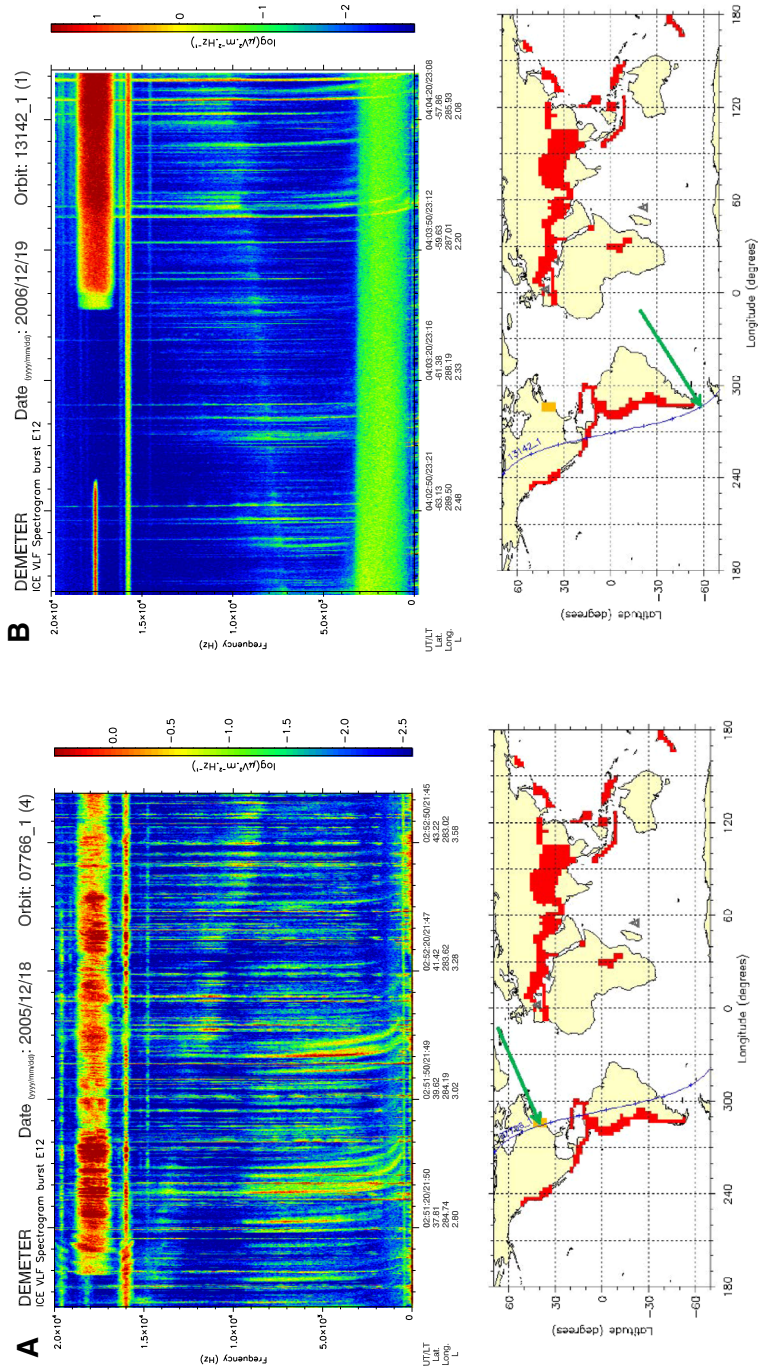 A
DEMETER Date (yyyy/mm/dd): 2005/12/18 Orbit: 07766_1 (4)
ICE VLF Spectrogram burst E12
2.0×10⁴
1.5×10⁴
1.0×10⁴
5.0×10³
0
Frequency (Hz)
0.0
-0.5
-1.0
-1.5
-2.0
-2.5
log(μV².m⁻².Hz⁻¹)
UT/LT 02:51:20/21:50 02:51:50/21:49 02:52:20/21:47 02:52:50/21:45
Lat. 37.81 39.62 41.42 43.22
Long. 284.74 284.19 283.62 283.02
L 2.80 3.02 3.28 3.58
60
30
0
-30
-60
Latitude (degrees)
180 240 300 0 60 120 180
Longitude (degrees)
B
DEMETER Date (yyyy/mm/dd): 2006/12/19 Orbit: 13142_1 (1)
ICE VLF Spectrogram burst E12
2.0×10⁴
1.5×10⁴
1.0×10⁴
5.0×10³
0
Frequency (Hz)
1
0
-1
-2
log(μV².m⁻².Hz⁻¹)
UT/LT 04:02:50/23:21 04:03:20/23:16 04:03:50/23:12 04:04:20/23:08
Lat. -63.13 -61.38 -59.63 -57.86
Long. 289.50 288.19 287.01 285.93
L 2.48 2.33 2.20 2.08
13142_1
60
30
0
-30
-60
Latitude (degrees)
180 240 300 0 60 120 180
Longitude (degrees)